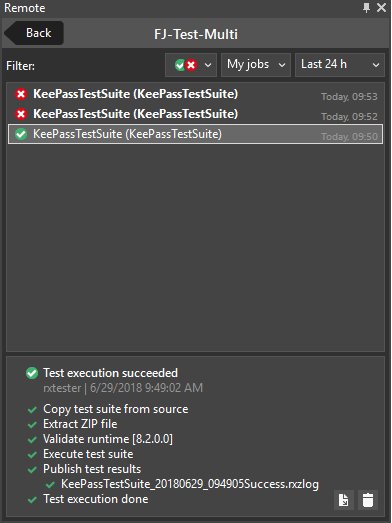 Remote
Back
FJ-Test-Multi
Filter:
My jobs
Last 24 h
KeePassTestSuite (KeePassTestSuite)
Today, 09:53
KeePassTestSuite (KeePassTestSuite)
Today, 09:52
KeePassTestSuite (KeePassTestSuite)
Today, 09:50
Test execution succeeded
rxtester | 6/29/2018 9:49:02 AM
Copy test suite from source
Extract ZIP file
Validate runtime [8.2.0.0]
Execute test suite
Publish test results
KeePassTestSuite_20180629_094905Success.rxzlog
Test execution done